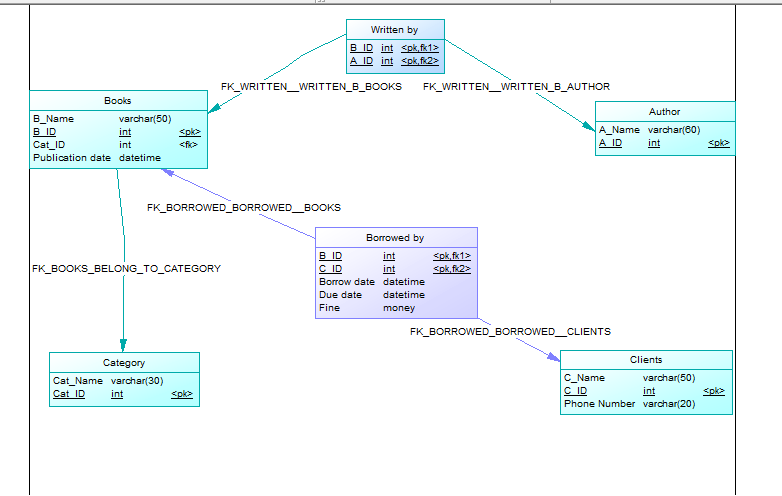 Written by
B_ID int <pk,fk1>
A_ID int <pk,fk2>
FK_WRITTEN__WRITTEN_B_BOOKS
FK_WRITTEN__WRITTEN_B_AUTHOR
Books
B_Name varchar(50)
B_ID int <pk>
Cat_ID int <fk>
Publication date datetime
Author
A_Name varchar(60)
A_ID int <pk>
FK_BORROWED_BORROWED__BOOKS
Borrowed by
B_ID int <pk,fk1>
C_ID int <pk,fk2>
Borrow date datetime
Due date datetime
Fine money
FK_BOOKS_BELONG_TO_CATEGORY
FK_BORROWED_BORROWED__CLIENTS
Category
Cat_Name varchar(30)
Cat_ID int <pk>
Clients
C_Name varchar(50)
C_ID int <pk>
Phone Number varchar(20)